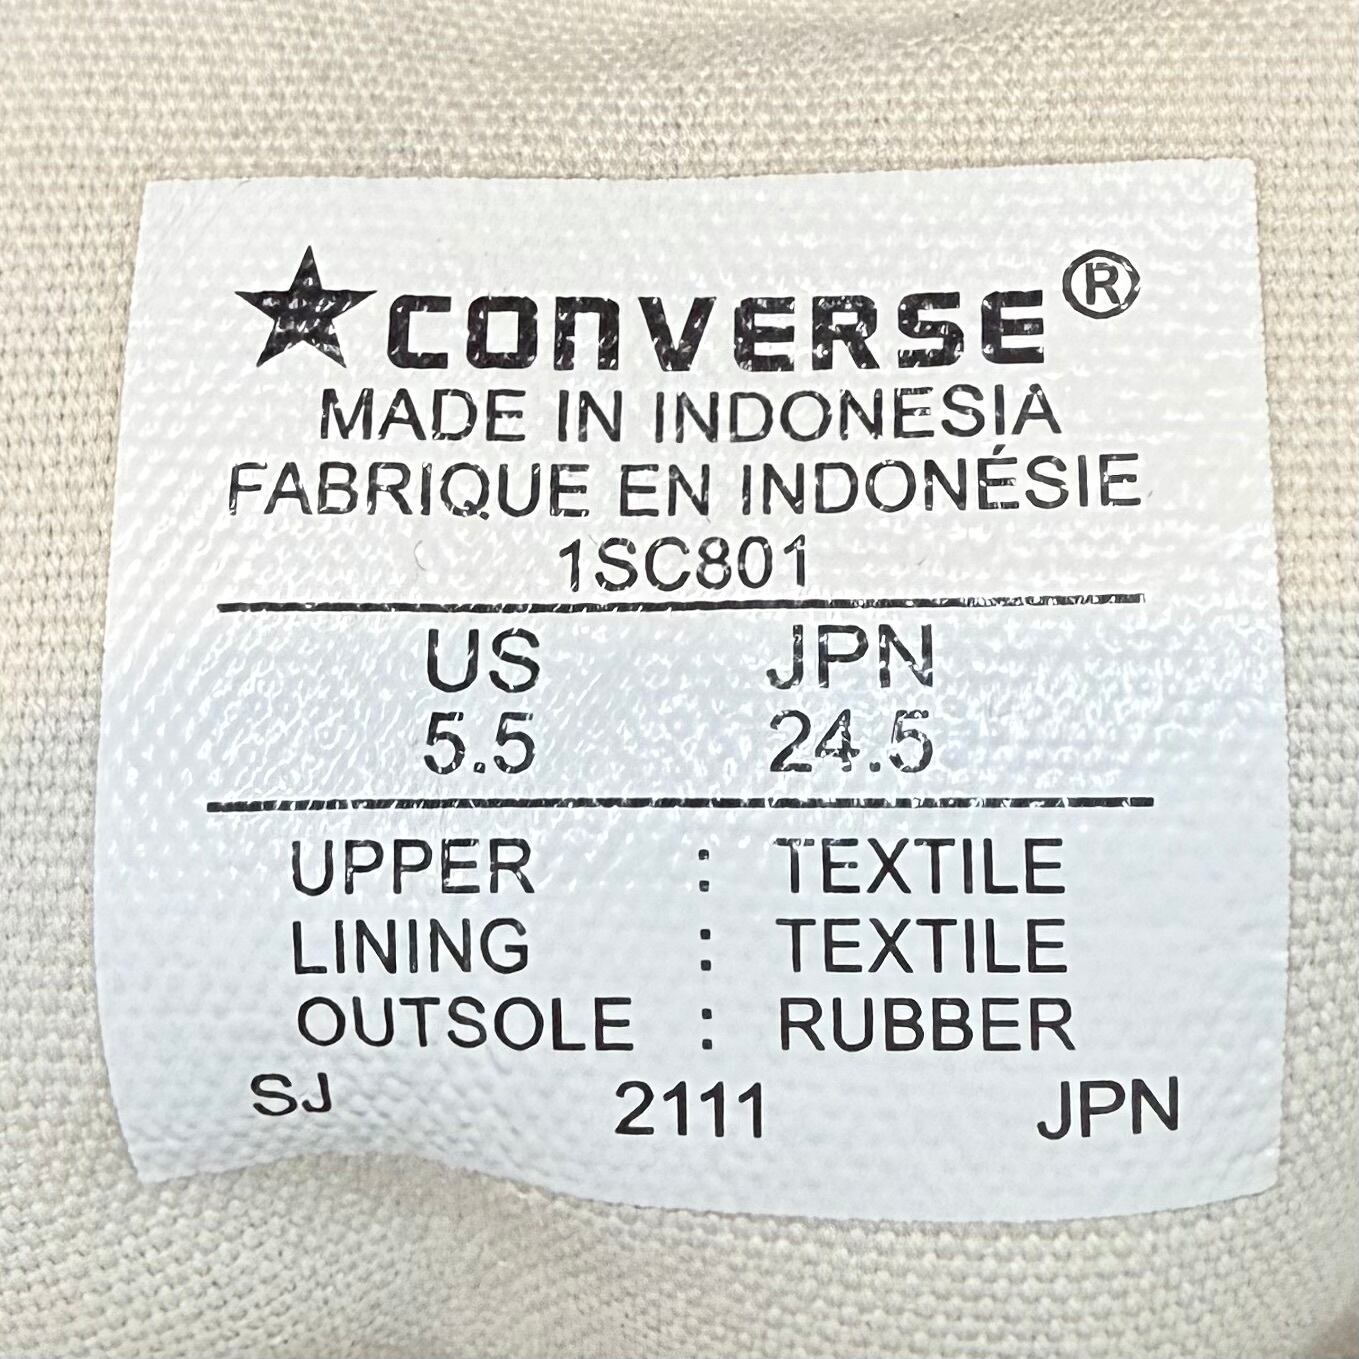 ★CONVERSE®
MADE IN INDONESIA
FABRIQUE EN INDONÉSIE
1SC801
US JPN
5.5 24.5
UPPER : TEXTILE
LINING : TEXTILE
OUTSOLE : RUBBER
SJ 2111 JPN